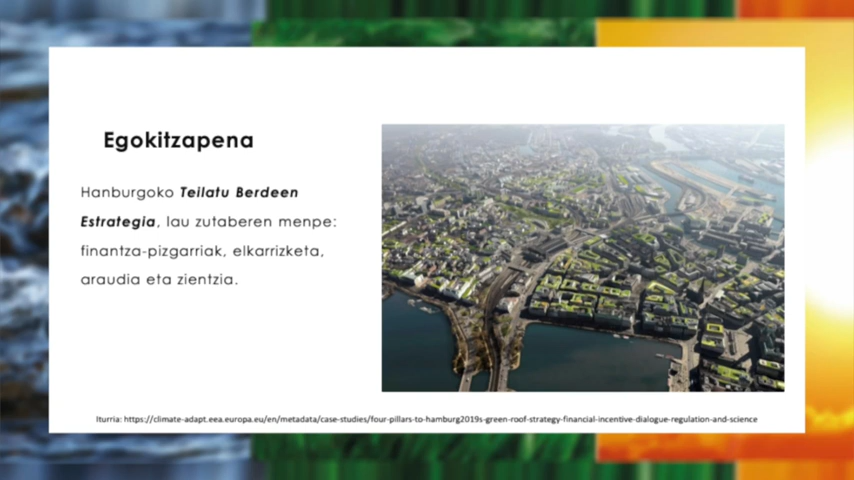 Egokitzapena
Hanburgoko Teilatu Berdeen
Estrategia, lau zutaberen menpe:
finantza-pizgarriak, elkarrizketa,
araudia eta zientzia.
Iturria: https://climate-adapt.eea.europa.eu/en/metadata/case-studies/four-pillars-to-hamburg2019s-green-roof-strategy-financial-incentive-dialogue-regulation-and-science